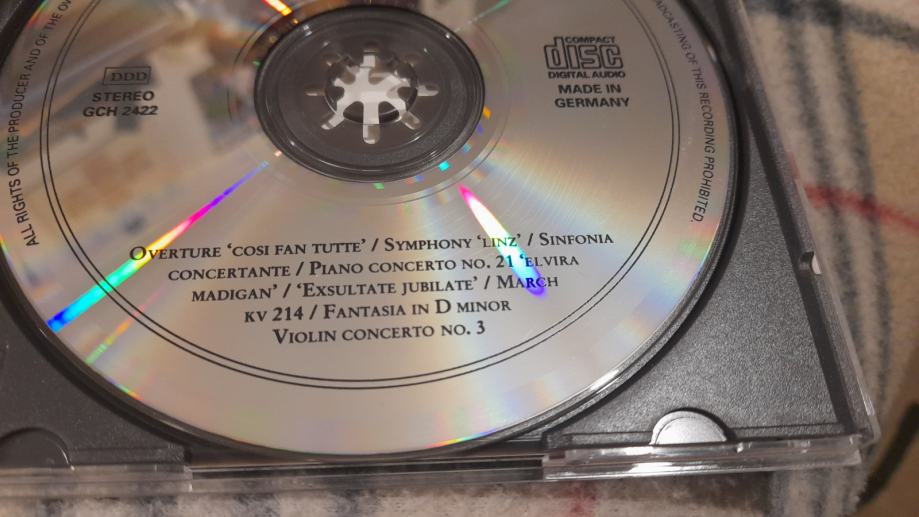 ALL RIGHTS OF THE PRODUCER AND OF THE
DDD
STEREO
GCH 2422
COMPACT
disc
DIGITAL AUDIO
MADE IN
GERMANY
OF THIS RECORDING PROHIBITED.
OVERTURE ‘COSI FAN TUTTE’ / SYMPHONY ‘LINZ’ / SINFONIA
CONCERTANTE / PIANO CONCERTO NO. 21 ‘ELVIRA
MADIGAN’ / ‘EXSULTATE JUBILATE’ / MARCH
KV 214 / FANTASIA IN D MINOR
VIOLIN CONCERTO NO. 3